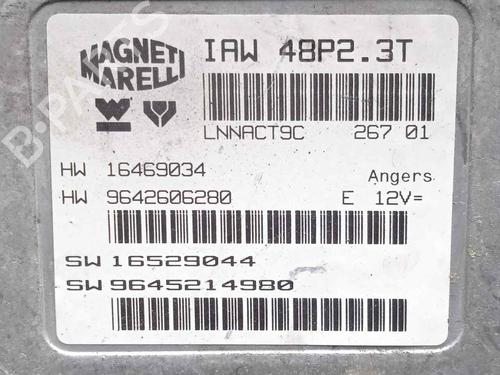 MAGNETI
MARELLI
IAW 48P2.3T
LNNACT9C 267 01
HW 16469034 Angers
HW 9642606280 E 12V=
SW 16529044
SW 9645214980
B-PARTS